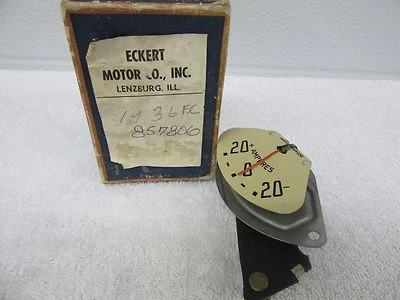 ECKERT
MOTOR CO., INC.
LENZBURG, ILL.
1936 FC
857806
20+
AMPERES
0
20-